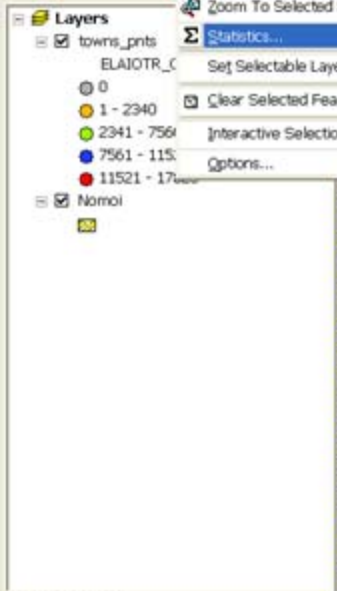 Layers
towns_pnts
ELAIOTR_
0
1 - 2340
2341 - 756
7561 - 115
11521 - 17
Nomoi
Zoom To Selected
Σ Statistics...
Set Selectable Laye
Clear Selected Fea
Interactive Selectio
Options...